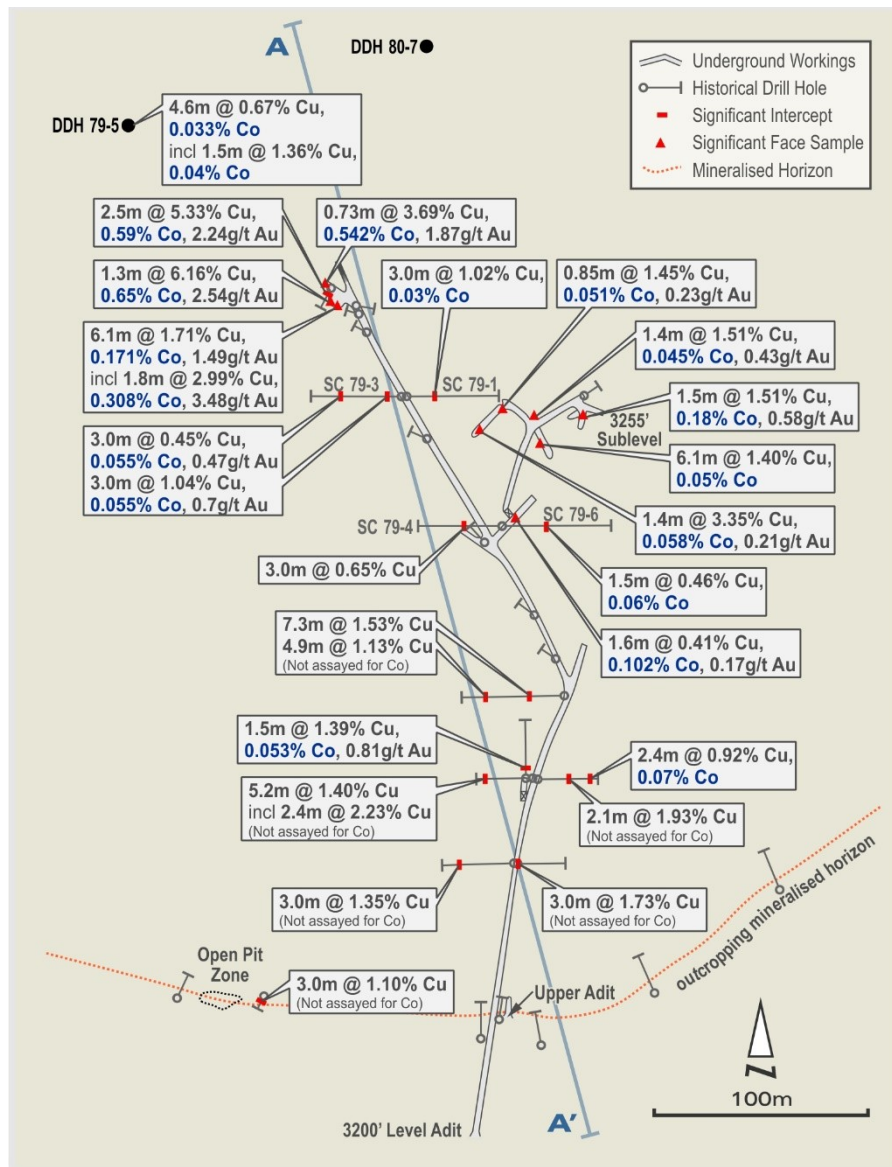 A
DDH 80-7
Underground Workings
Historical Drill Hole
Significant Intercept
Significant Face Sample
Mineralised Horizon
DDH 79-5
4.6m @ 0.67% Cu,
0.033% Co
incl 1.5m @ 1.36% Cu,
0.04% Co
2.5m @ 5.33% Cu,
0.59% Co, 2.24g/t Au
0.73m @ 3.69% Cu,
0.542% Co, 1.87g/t Au
1.3m @ 6.16% Cu,
0.65% Co, 2.54g/t Au
3.0m @ 1.02% Cu,
0.03% Co
0.85m @ 1.45% Cu,
0.051% Co, 0.23g/t Au
6.1m @ 1.71% Cu,
0.171% Co, 1.49g/t Au
incl 1.8m @ 2.99% Cu,
0.308% Co, 3.48g/t Au
1.4m @ 1.51% Cu,
0.045% Co, 0.43g/t Au
SC 79-3
SC 79-1
3255'
Sublevel
1.5m @ 1.51% Cu,
0.18% Co, 0.58g/t Au
3.0m @ 0.45% Cu,
0.055% Co, 0.47g/t Au
3.0m @ 1.04% Cu,
0.055% Co, 0.7g/t Au
6.1m @ 1.40% Cu,
0.05% Co
SC 79-4
SC 79-6
1.4m @ 3.35% Cu,
0.058% Co, 0.21g/t Au
3.0m @ 0.65% Cu
1.5m @ 0.46% Cu,
0.06% Co
7.3m @ 1.53% Cu
4.9m @ 1.13% Cu
(Not assayed for Co)
1.6m @ 0.41% Cu,
0.102% Co, 0.17g/t Au
1.5m @ 1.39% Cu,
0.053% Co, 0.81g/t Au
2.4m @ 0.92% Cu,
0.07% Co
5.2m @ 1.40% Cu
incl 2.4m @ 2.23% Cu
(Not assayed for Co)
2.1m @ 1.93% Cu
(Not assayed for Co)
3.0m @ 1.35% Cu
(Not assayed for Co)
3.0m @ 1.73% Cu
(Not assayed for Co)
outcropping mineralised horizon
Open Pit
Zone
3.0m @ 1.10% Cu
(Not assayed for Co)
Upper Adit
N
100m
3200' Level Adit
A'